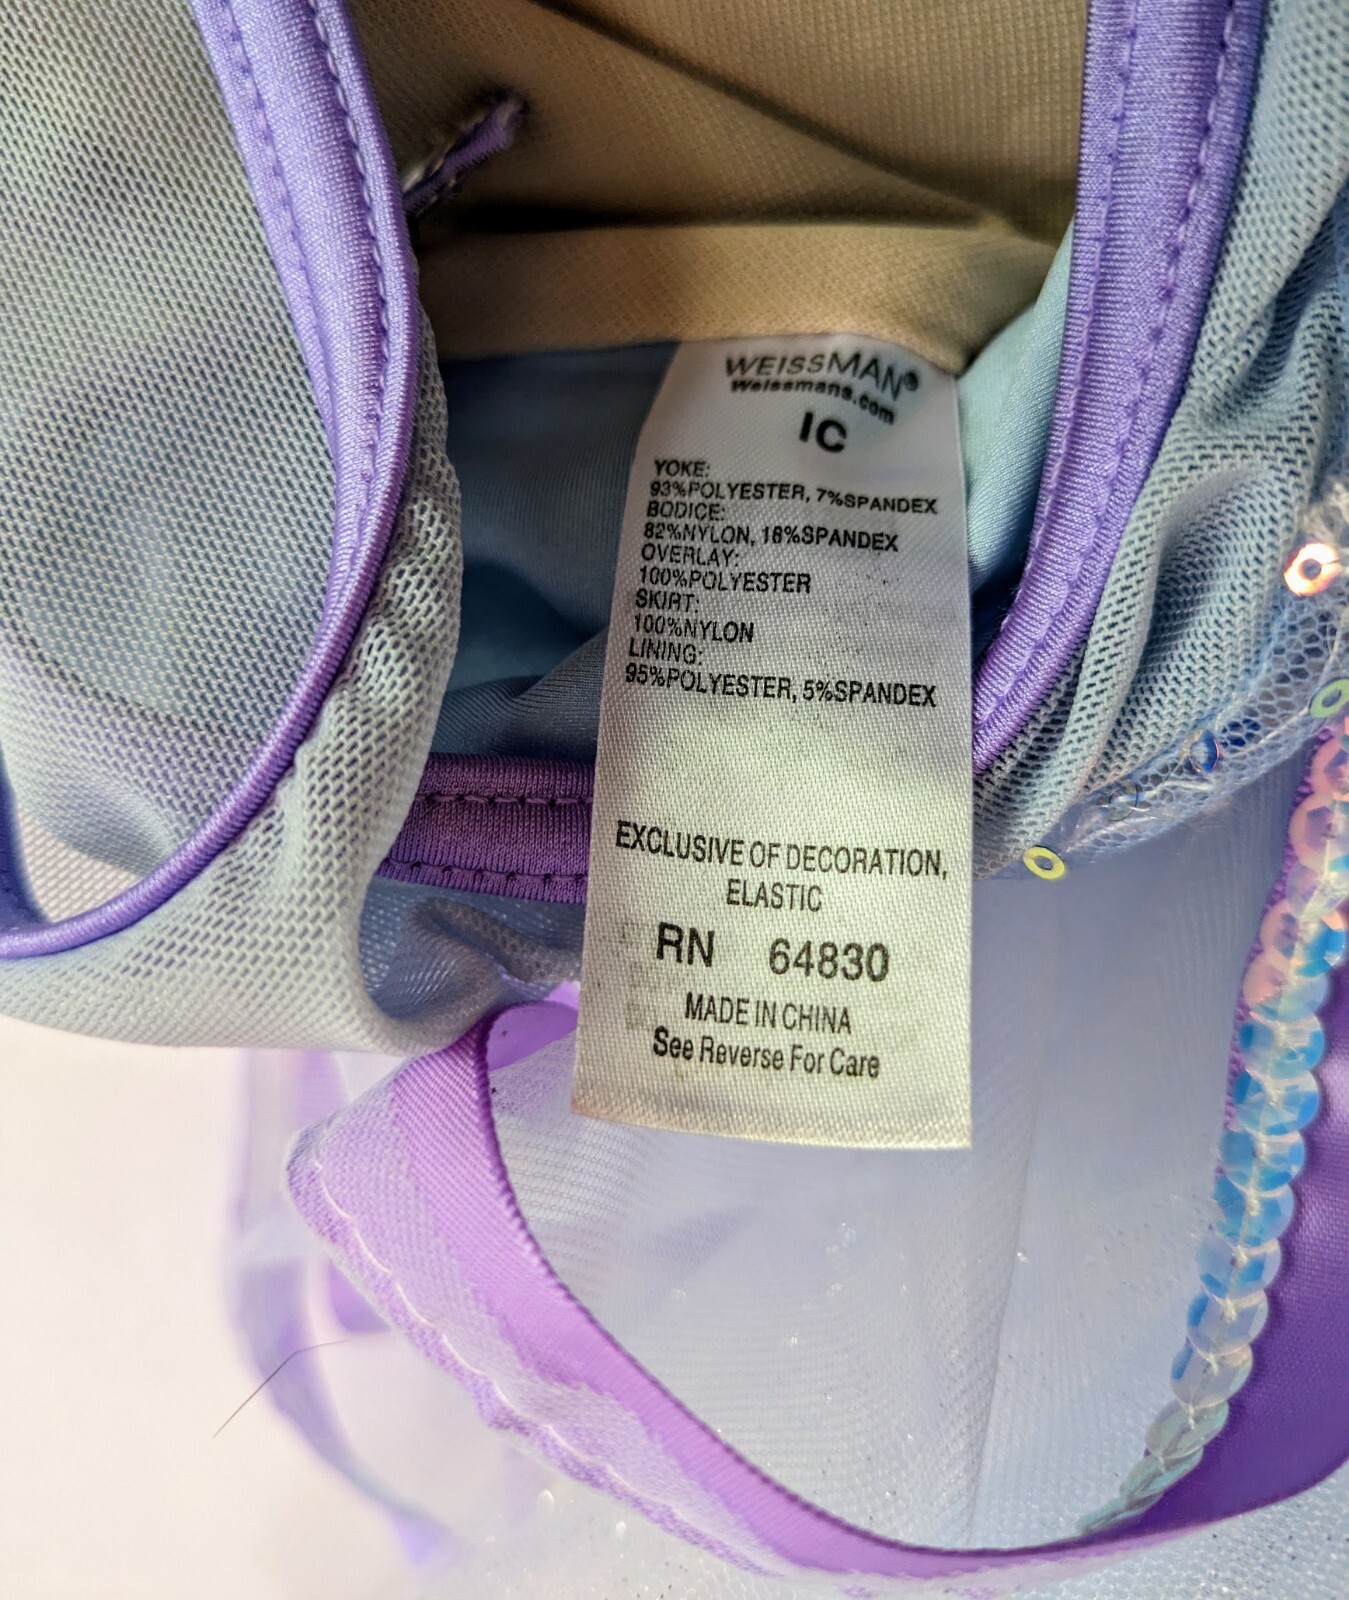 WEISSMAN®
Weissmans.com
IC
YOKE:
93%POLYESTER, 7%SPANDEX
BODICE:
82%NYLON, 18%SPANDEX
OVERLAY:
100%POLYESTER
SKIRT:
100%NYLON
LINING:
95%POLYESTER, 5%SPANDEX
EXCLUSIVE OF DECORATION,
ELASTIC
RN 64830
MADE IN CHINA
See Reverse For Care